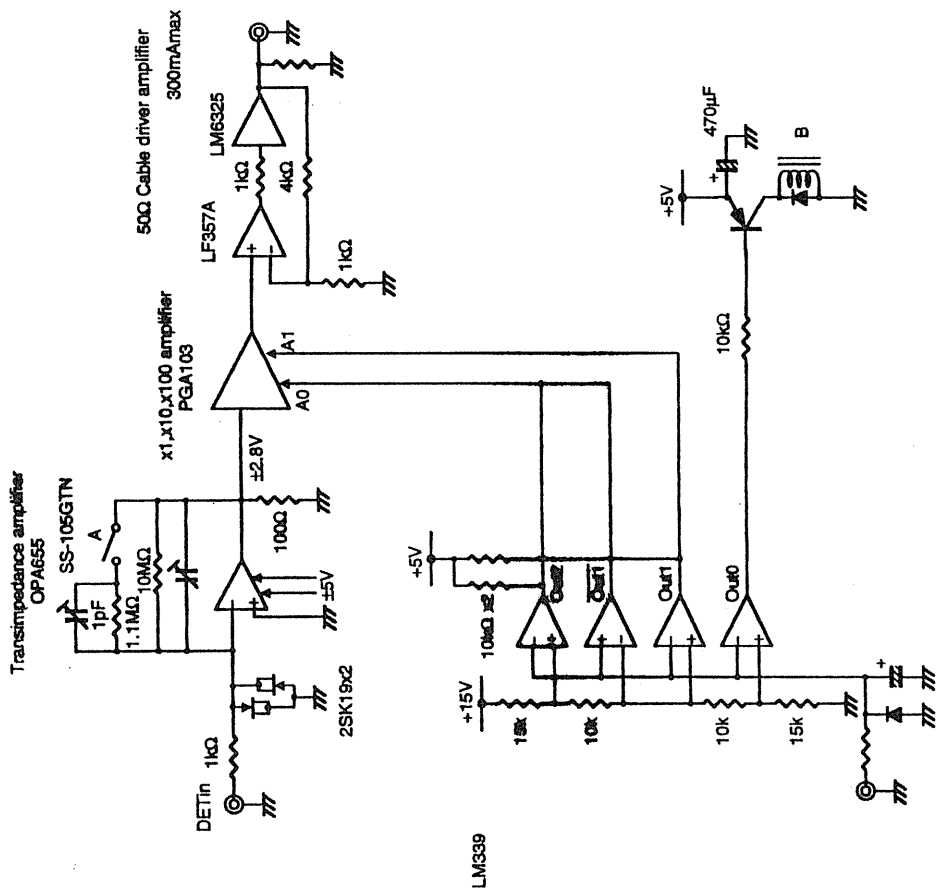 Transimpedance amplifier
OPA655
SS-105GTN
A
1pF
1.1MΩ
10MΩ
DETin
1kΩ
2SK19x2
±5V
100Ω
±2.8V
x1,x10,x100 amplifier
PGA103
A0
A1
LF357A
1kΩ
4kΩ
1kΩ
50Ω Cable driver amplifier
LM6325
300mAmax
LM339
+15V
15k
10k
10k
15k
+5V
10kΩ x2
Out2
Out1
Out1
Out0
10kΩ
+5V
470μF
+
B
+